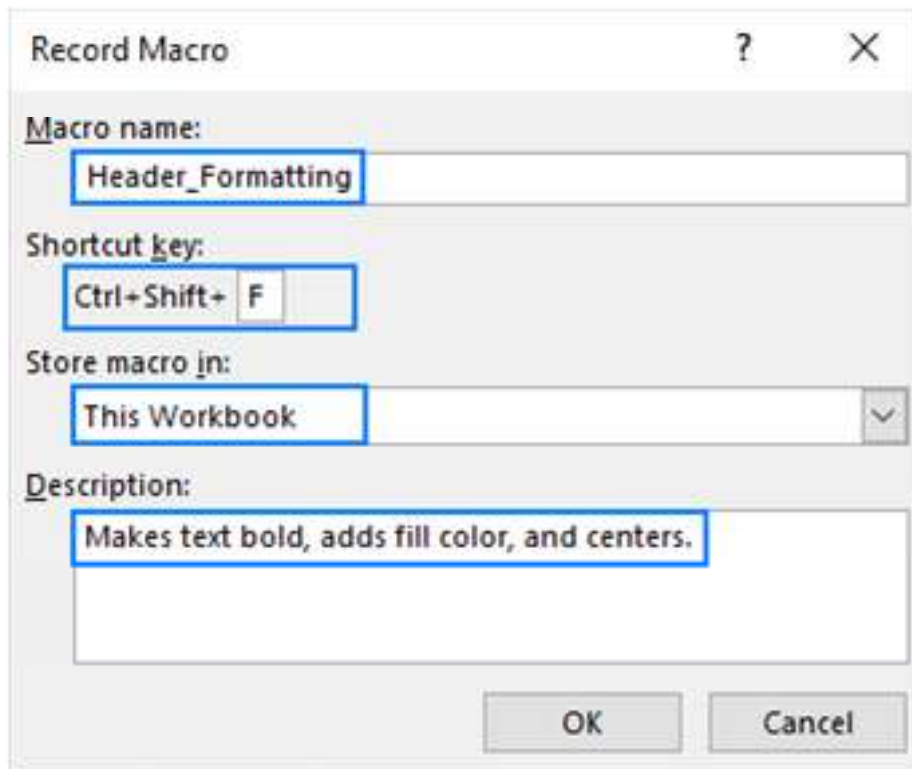 Record Macro ?
Macro name:
Header_Formatting
Shortcut key:
Ctrl+Shift+ F
Store macro in:
This Workbook
Description:
Makes text bold, adds fill color, and centers.
OK Cancel